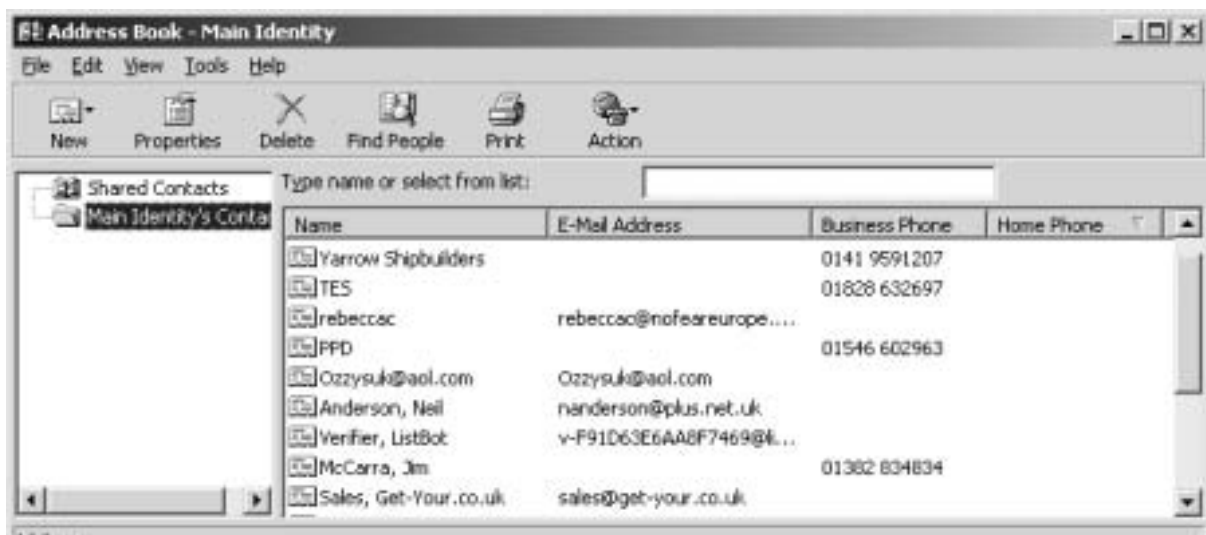 Address Book - Main Identity
File Edit View Tools Help
New Properties Delete Find People Print Action
Shared Contacts
Main Identity's Conta
Type name or select from list:
Name E-Mail Address Business Phone Home Phone
Yarrow Shipbuilders 0141 9591207
TES 01828 632697
rebeccac rebeccac@nofeareurope....
PPD 01546 602963
Ozzysuk@aol.com Ozzysuk@aol.com
Anderson, Neil nanderson@plus.net.uk
Verifier, ListBot v-F91D63E6AA8F7469@li...
McCarra, Jim 01382 834834
Sales, Get-Your.co.uk sales@get-your.co.uk